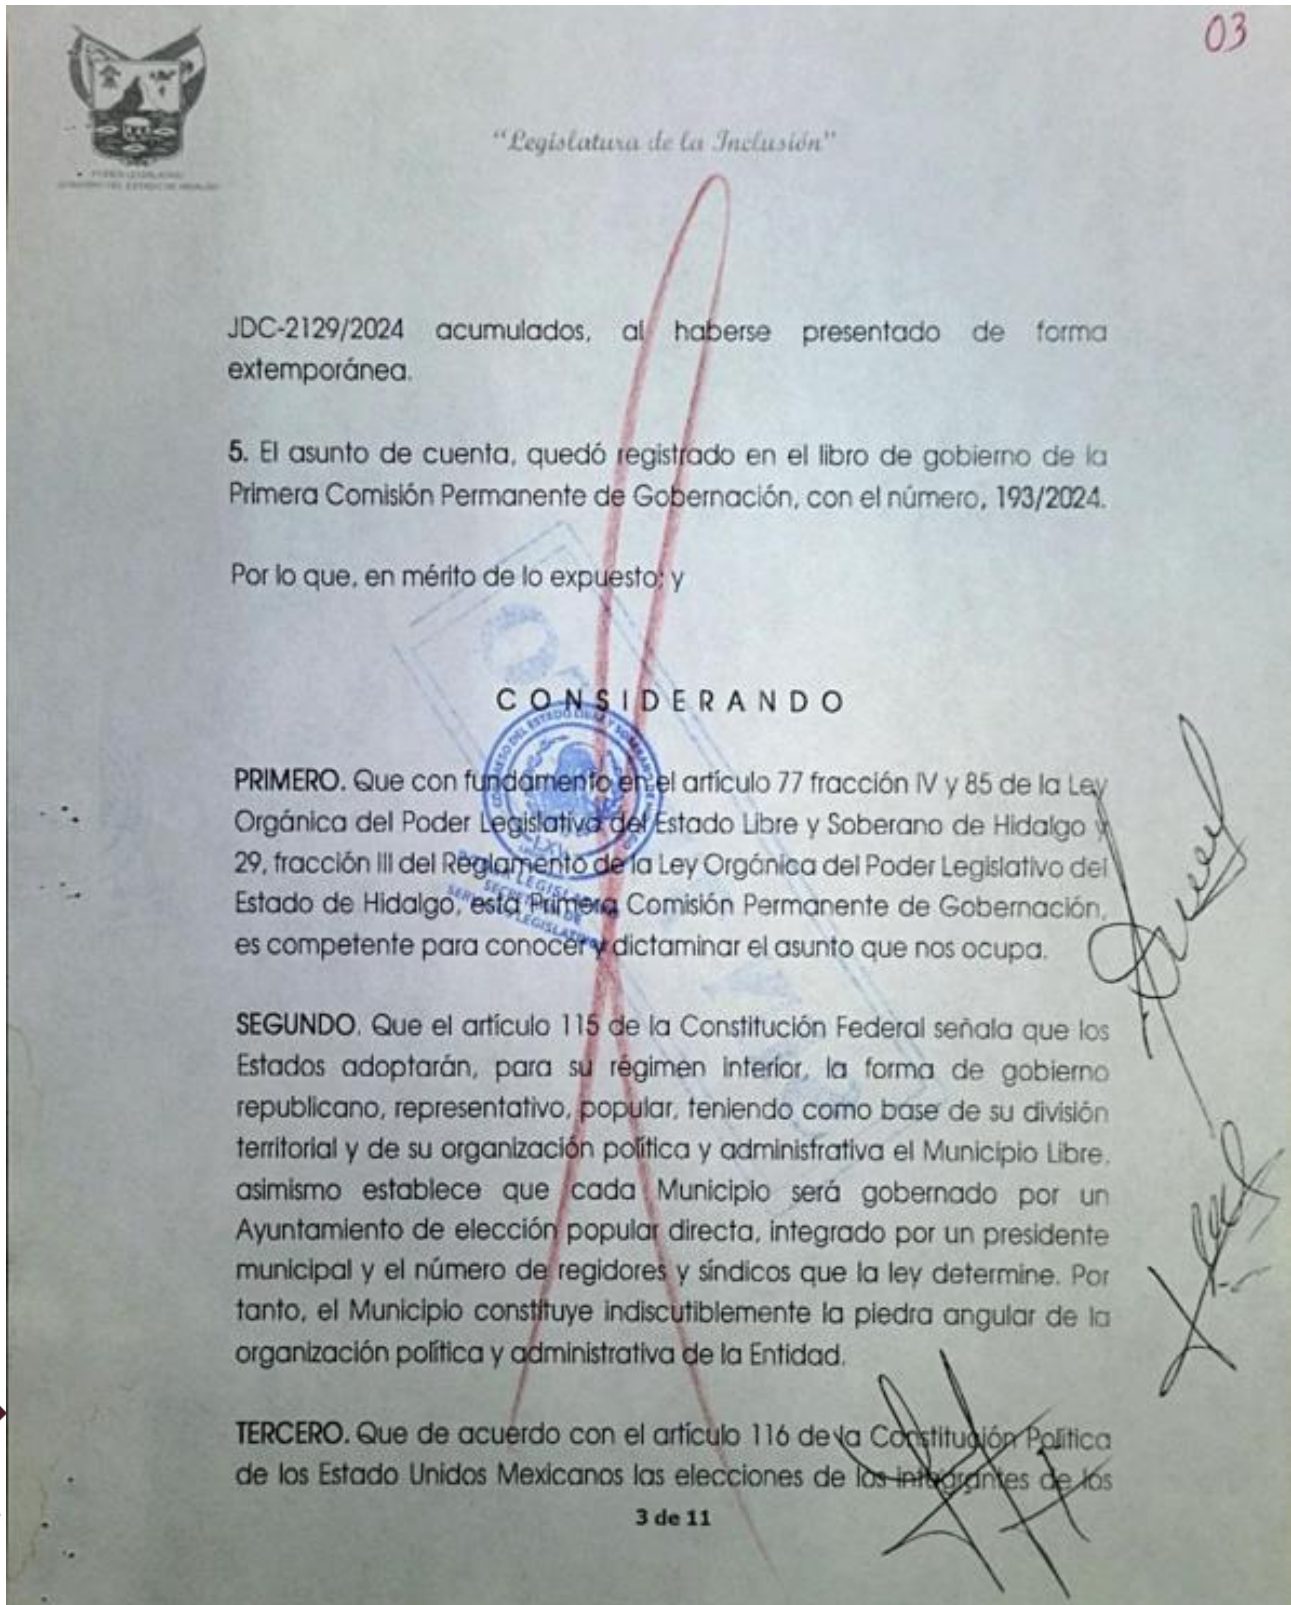 03
"Legislatura de la Inclusión"
PODER LEGISLATIVO
GOBIERNO DEL ESTADO DE HIDALGO
JDC-2129/2024 acumulados, al haberse presentado de forma
extemporánea.
5. El asunto de cuenta, quedó registrado en el libro de gobierno de la
Primera Comisión Permanente de Gobernación, con el número, 193/2024.
Por lo que, en mérito de lo expuesto; y
CONSIDERANDO
PRIMERO. Que con fundamento en el artículo 77 fracción IV y 85 de la Ley
Orgánica del Poder Legislativo del Estado Libre y Soberano de Hidalgo y
29, fracción III del Reglamento de la Ley Orgánica del Poder Legislativo del
Estado de Hidalgo, esta Primera Comisión Permanente de Gobernación,
es competente para conocer y dictaminar el asunto que nos ocupa.
SEGUNDO. Que el artículo 115 de la Constitución Federal señala que los
Estados adoptarán, para su régimen interior, la forma de gobierno
republicano, representativo, popular, teniendo como base de su división
territorial y de su organización política y administrativa el Municipio Libre,
asimismo establece que cada Municipio será gobernado por un
Ayuntamiento de elección popular directa, integrado por un presidente
municipal y el número de regidores y síndicos que la ley determine. Por
tanto, el Municipio constituye indiscutiblemente la piedra angular de la
organización política y administrativa de la Entidad.
TERCERO. Que de acuerdo con el artículo 116 de la Constitución Política
de los Estado Unidos Mexicanos las elecciones de los integrantes de los
3 de 11